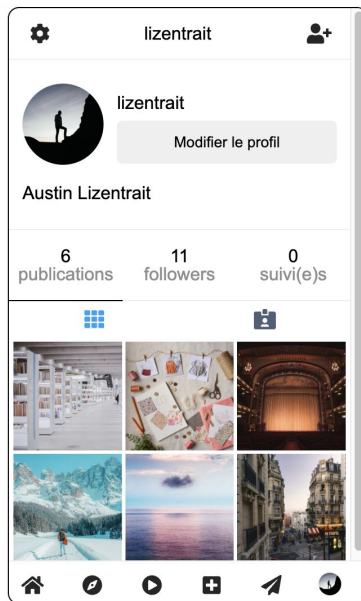 lizentrait
lizentrait
Modifier le profil
Austin Lizentrait
6 11 0
publications followers suivi(e)s